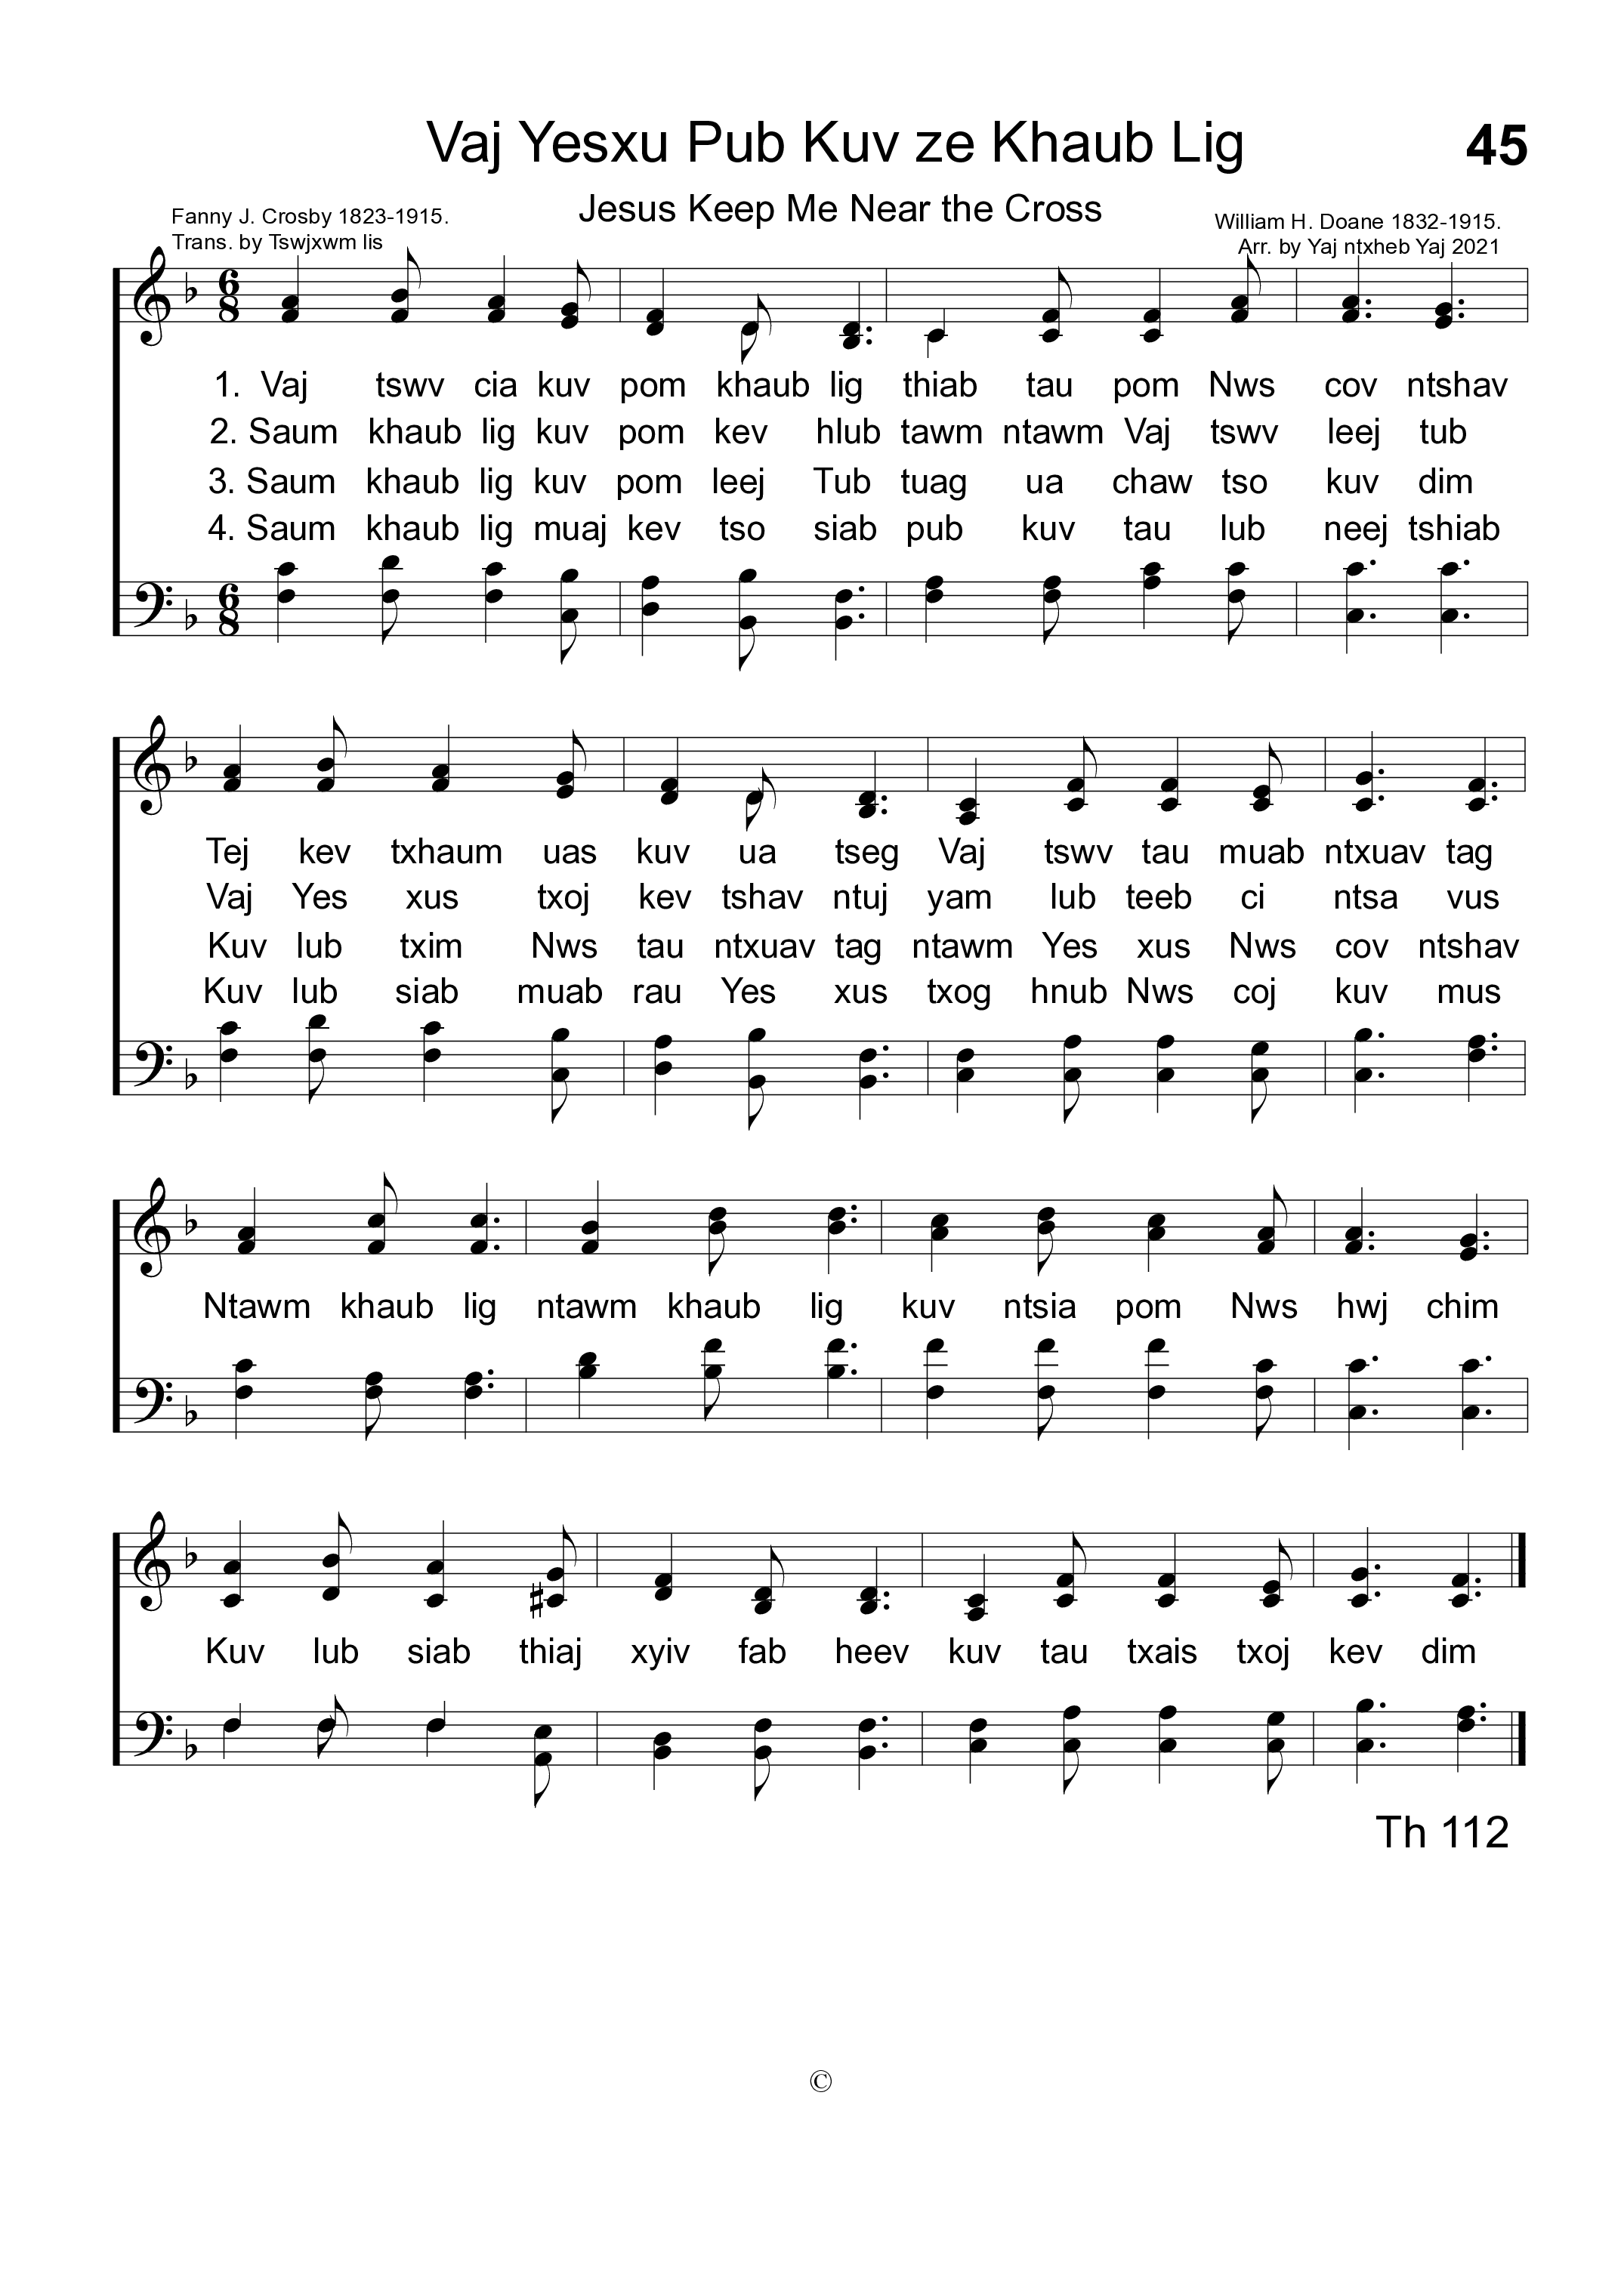 Vaj Yesxu Pub Kuv ze Khaub Lig
45
Jesus Keep Me Near the Cross
Fanny J. Crosby 1823-1915.
Trans. by Tswjxwm lis
William H. Doane 1832-1915.
Arr. by Yaj ntxheb Yaj 2021
6 8
1. Vaj tswv cia kuv pom khaub lig thiab tau pom Nws cov ntshav
2. Saum khaub lig kuv pom kev hlub tawm ntawm Vaj tswv leej tub
3. Saum khaub lig kuv pom leej Tub tuag ua chaw tso kuv dim
4. Saum khaub lig muaj kev tso siab pub kuv tau lub neej tshiab
6 8
Tej kev txhaum uas kuv ua tseg Vaj tswv tau muab ntxuav tag
Vaj Yes xus txoj kev tshav ntuj yam lub teeb ci ntsa vus
Kuv lub txim Nws tau ntxuav tag ntawm Yes xus Nws cov ntshav
Kuv lub siab muab rau Yes xus txog hnub Nws coj kuv mus
Ntawm khaub lig ntawm khaub lig kuv ntsia pom Nws hwj chim
Kuv lub siab thiaj xyiv fab heev kuv tau txais txoj kev dim
Th 112
©